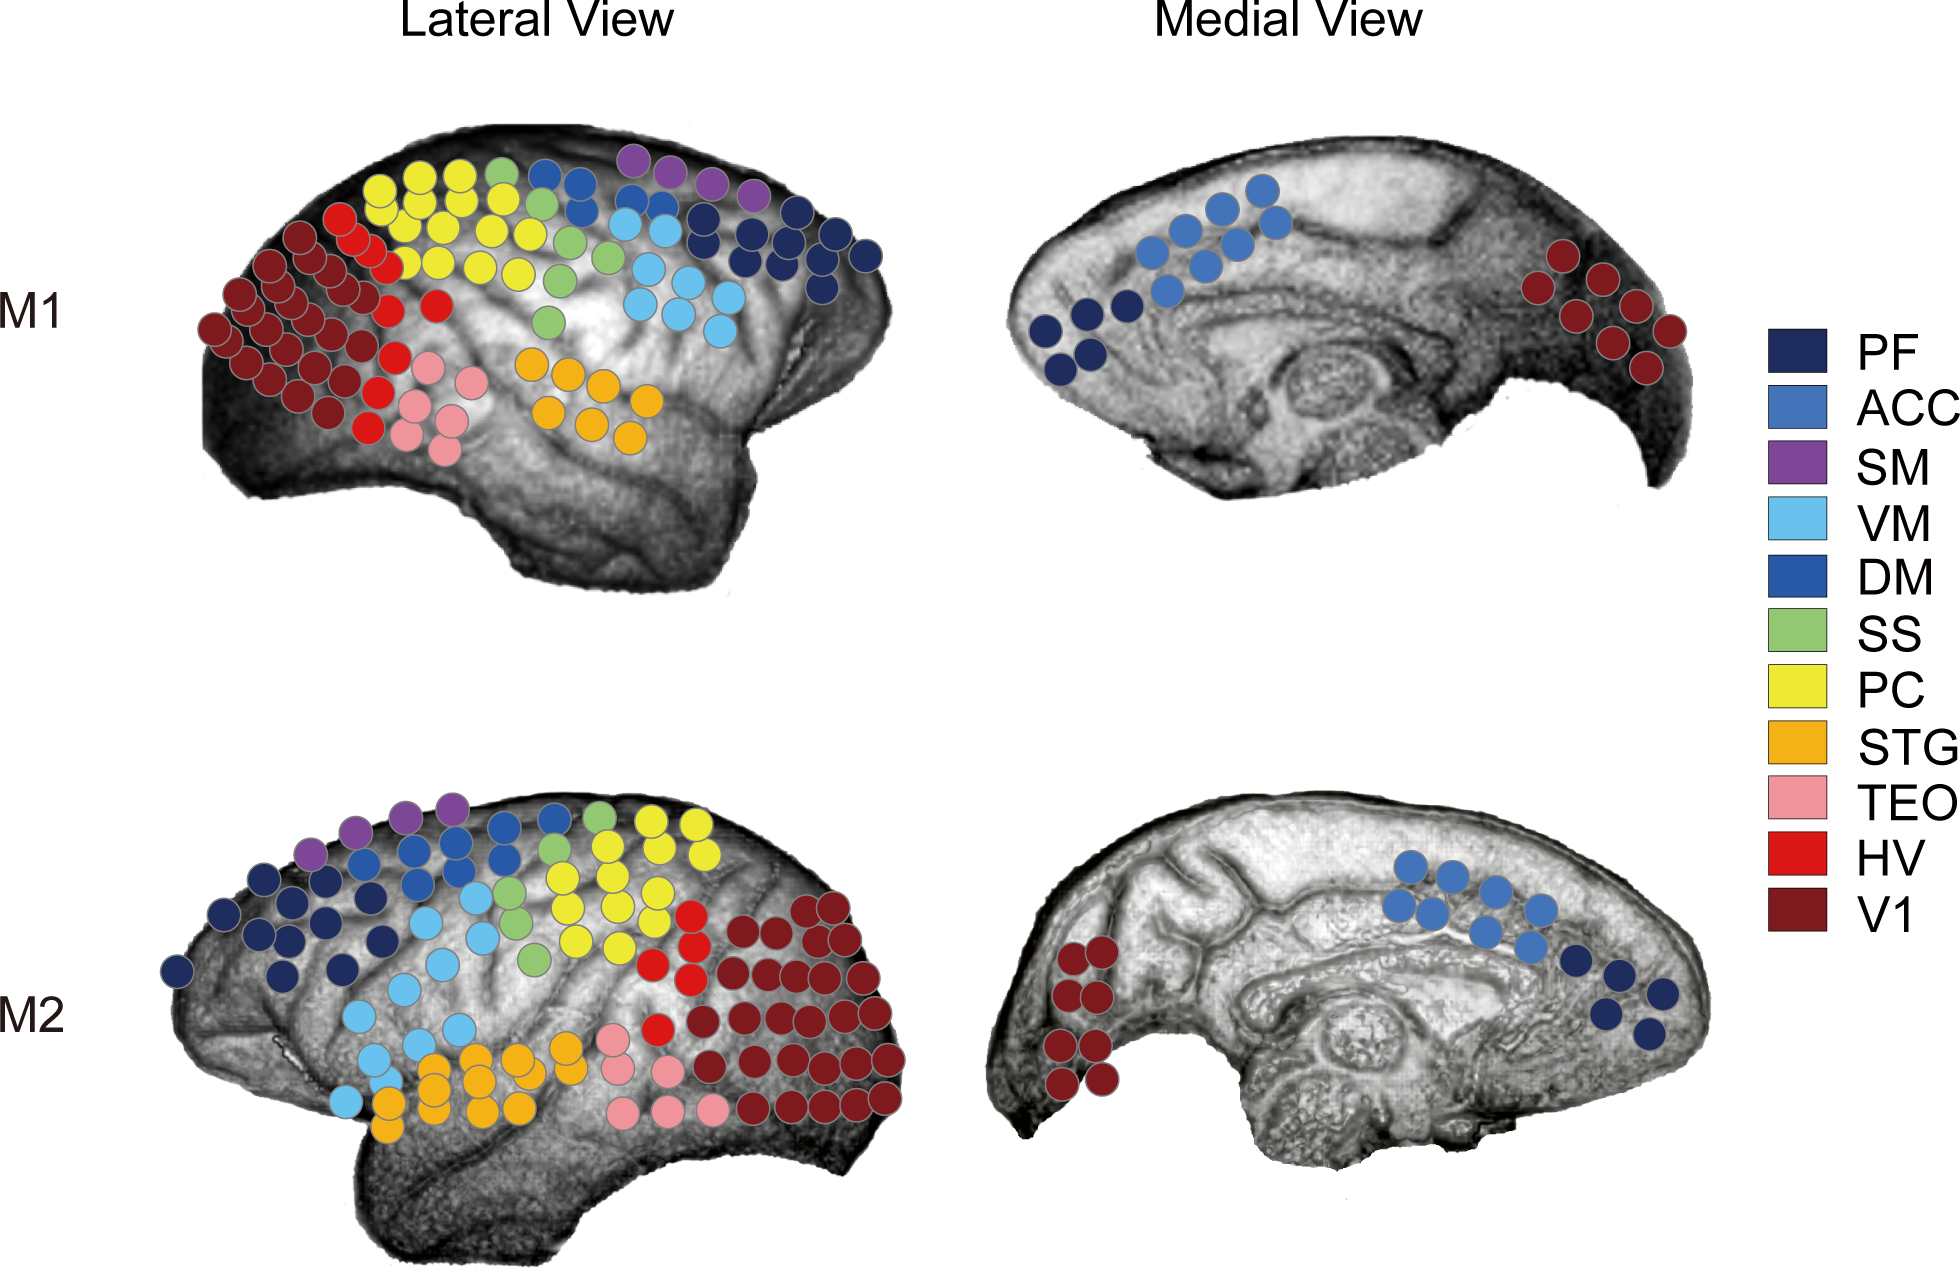 Lateral View
Medial View
M1
M2
PF
ACC
SM
VM
DM
SS
PC
STG
TEO
HV
V1